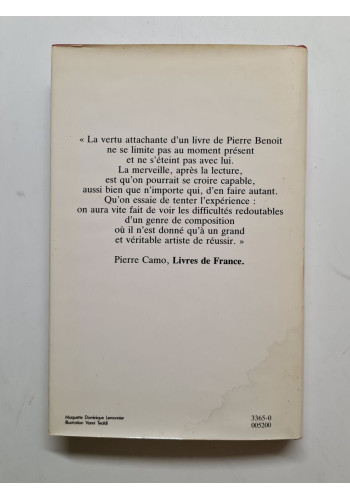 « La vertu attachante d'un livre de Pierre Benoit
ne se limite pas au moment présent
et ne s'éteint pas avec lui.
La merveille, après la lecture,
est qu'on pourrait se croire capable,
aussi bien que n'importe qui, d'en faire autant.
Qu'on essaie de tenter l'expérience :
on aura vite fait de voir les difficultés redoutables
d'un genre de composition
où il n'est donné qu'à un grand
et véritable artiste de réussir. »
Pierre Camo, Livres de France.
Maquette Dominique Lemonnier
Illustration Vanni Tealdi
3365-0
005200